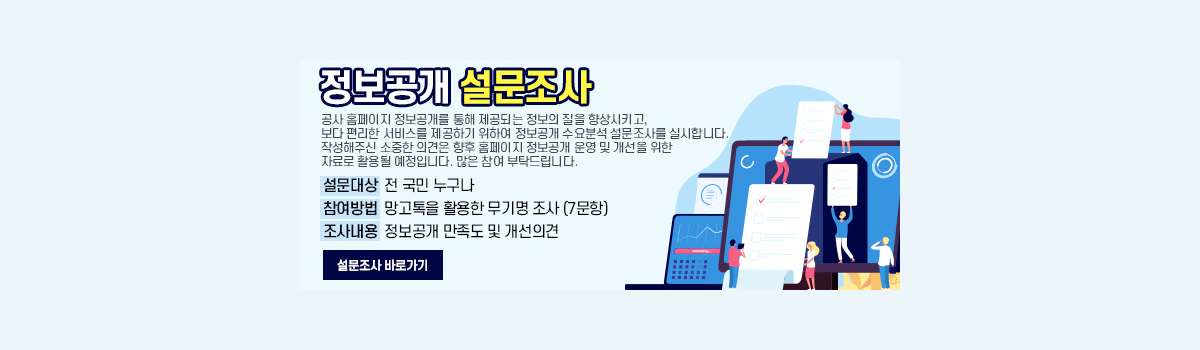 정보공개 설문조사
공사 홈페이지 정보공개를 통해 제공되는 정보의 질을 향상시키고,
보다 편리한 서비스를 제공하기 위하여 정보공개 수요분석 설문조사를 실시합니다.
작성해주신 소중한 의견은 향후 홈페이지 정보공개 운영 및 개선을 위한
자료로 활용될 예정입니다. 많은 참여 부탁드립니다.
설문대상 전 국민 누구나
참여방법 망고톡을 활용한 무기명 조사 (7문항)
조사내용 정보공개 만족도 및 개선의견
설문조사 바로가기